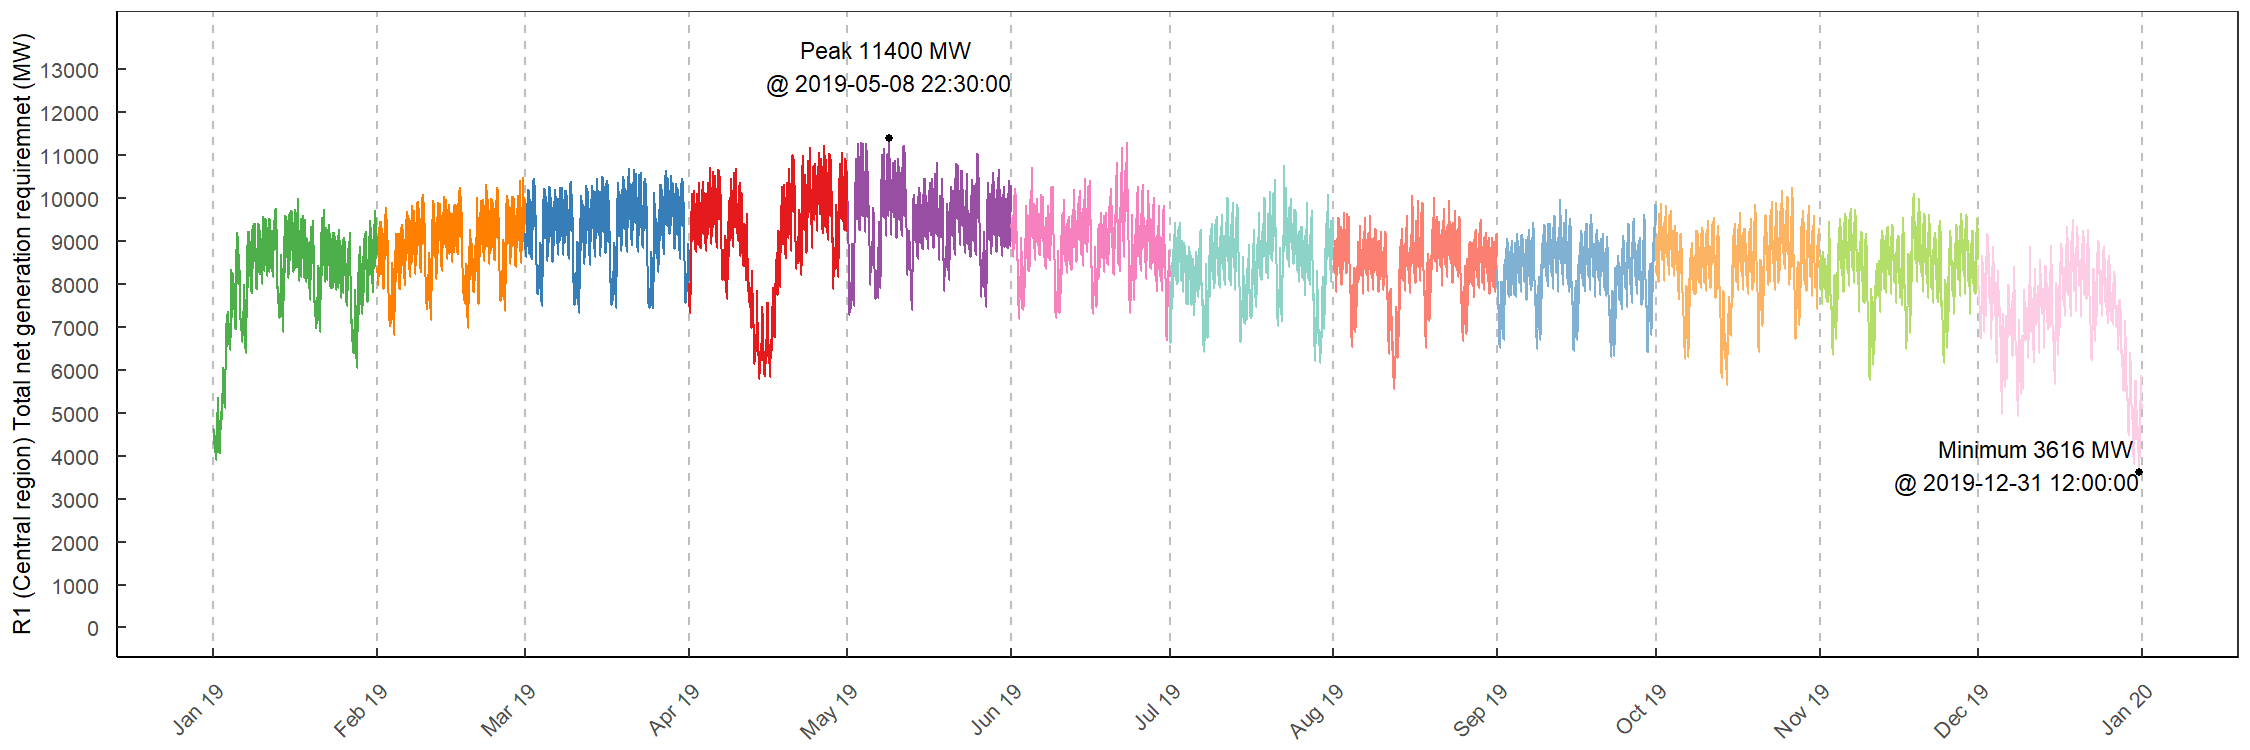 R1 (Central region) Total net generation requiremnet (MW)
13000
12000
11000
10000
9000
8000
7000
6000
5000
4000
3000
2000
1000
0
Peak 11400 MW
@ 2019-05-08 22:30:00
Minimum 3616 MW
@ 2019-12-31 12:00:00
Jan 19
Feb 19
Mar 19
Apr 19
May 19
Jun 19
Jul 19
Aug 19
Sep 19
Oct 19
Nov 19
Dec 19
Jan 20